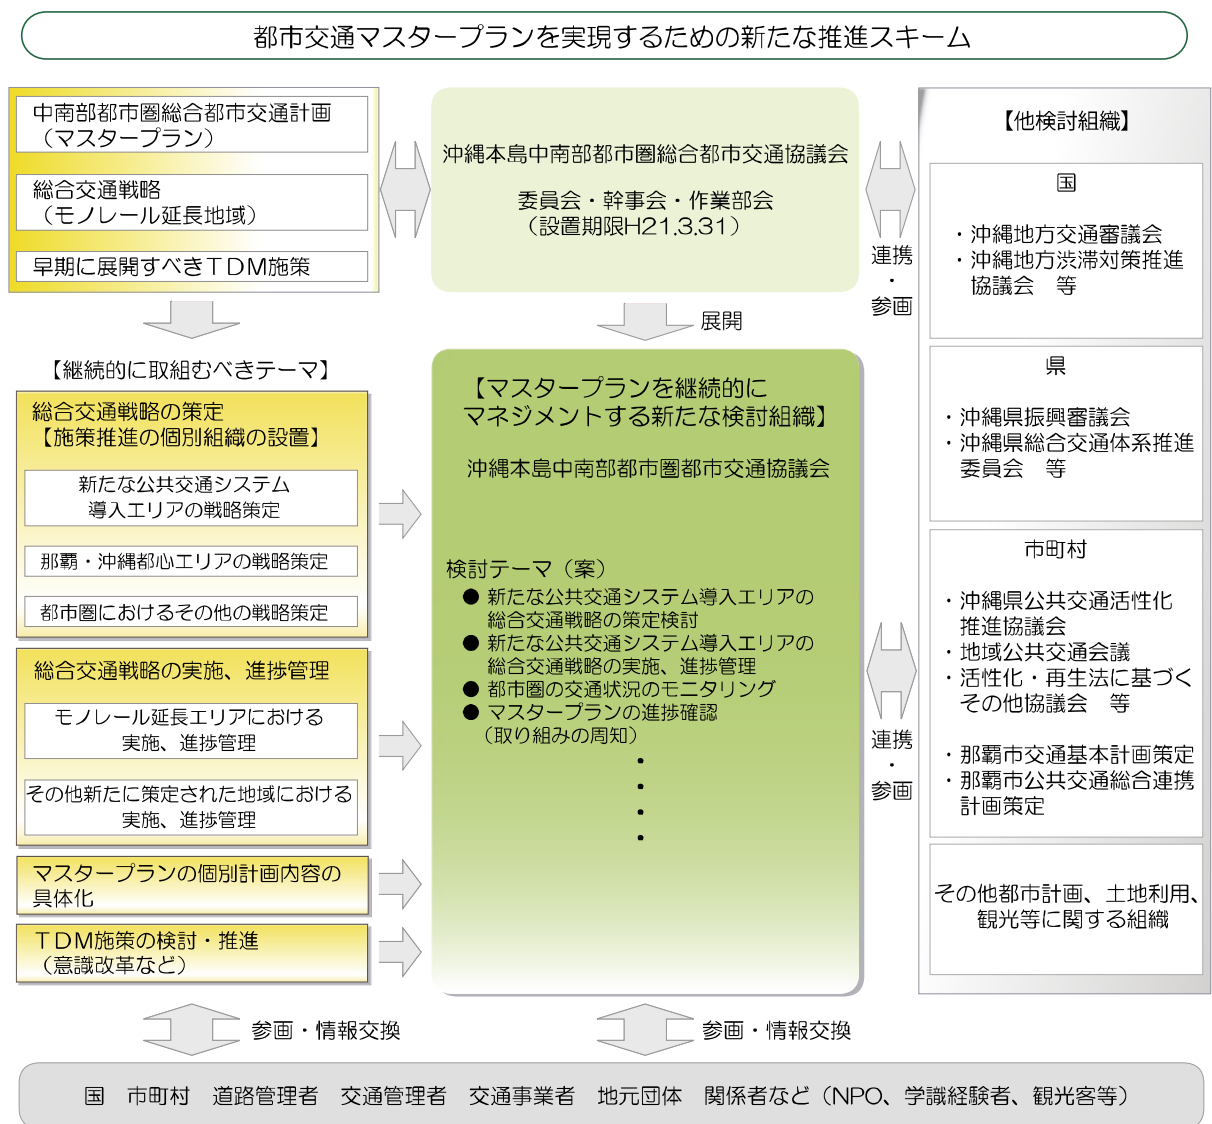 都市交通マスタープランを実現するための新たな推進スキーム
中南部都市圏総合都市交通計画
（マスタープラン）
総合交通戦略
（モノレール延長地域）
早期に展開すべきＴＤＭ施策
沖縄本島中南部都市圏総合都市交通協議会
委員会・幹事会・作業部会
（設置期限H21.3.31）
展開
連携
・
参画
【継続的に取組むべきテーマ】
総合交通戦略の策定
【施策推進の個別組織の設置】
新たな公共交通システム
導入エリアの戦略策定
那覇・沖縄都心エリアの戦略策定
都市圏におけるその他の戦略策定
総合交通戦略の実施、進捗管理
モノレール延長エリアにおける
実施、進捗管理
その他新たに策定された地域における
実施、進捗管理
マスタープランの個別計画内容の
具体化
ＴＤＭ施策の検討・推進
（意識改革など）
【マスタープランを継続的に
マネジメントする新たな検討組織】
沖縄本島中南部都市圏都市交通協議会
検討テーマ（案）
● 新たな公共交通システム導入エリアの
総合交通戦略の策定検討
● 新たな公共交通システム導入エリアの
総合交通戦略の実施、進捗管理
● 都市圏の交通状況のモニタリング
● マスタープランの進捗確認
（取り組みの周知）
・
・
・
・
連携
・
参画
【他検討組織】
国
・沖縄地方交通審議会
・沖縄地方渋滞対策推進
協議会　等
県
・沖縄県振興審議会
・沖縄県総合交通体系推進
委員会　等
市町村
・沖縄県公共交通活性化
推進協議会
・地域公共交通会議
・活性化・再生法に基づく
その他協議会　等
・那覇市交通基本計画策定
・那覇市公共交通総合連携
計画策定
その他都市計画、土地利用、
観光等に関する組織
参画・情報交換
参画・情報交換
国　市町村　道路管理者　交通管理者　交通事業者　地元団体　関係者など（NPO、学識経験者、観光客等）